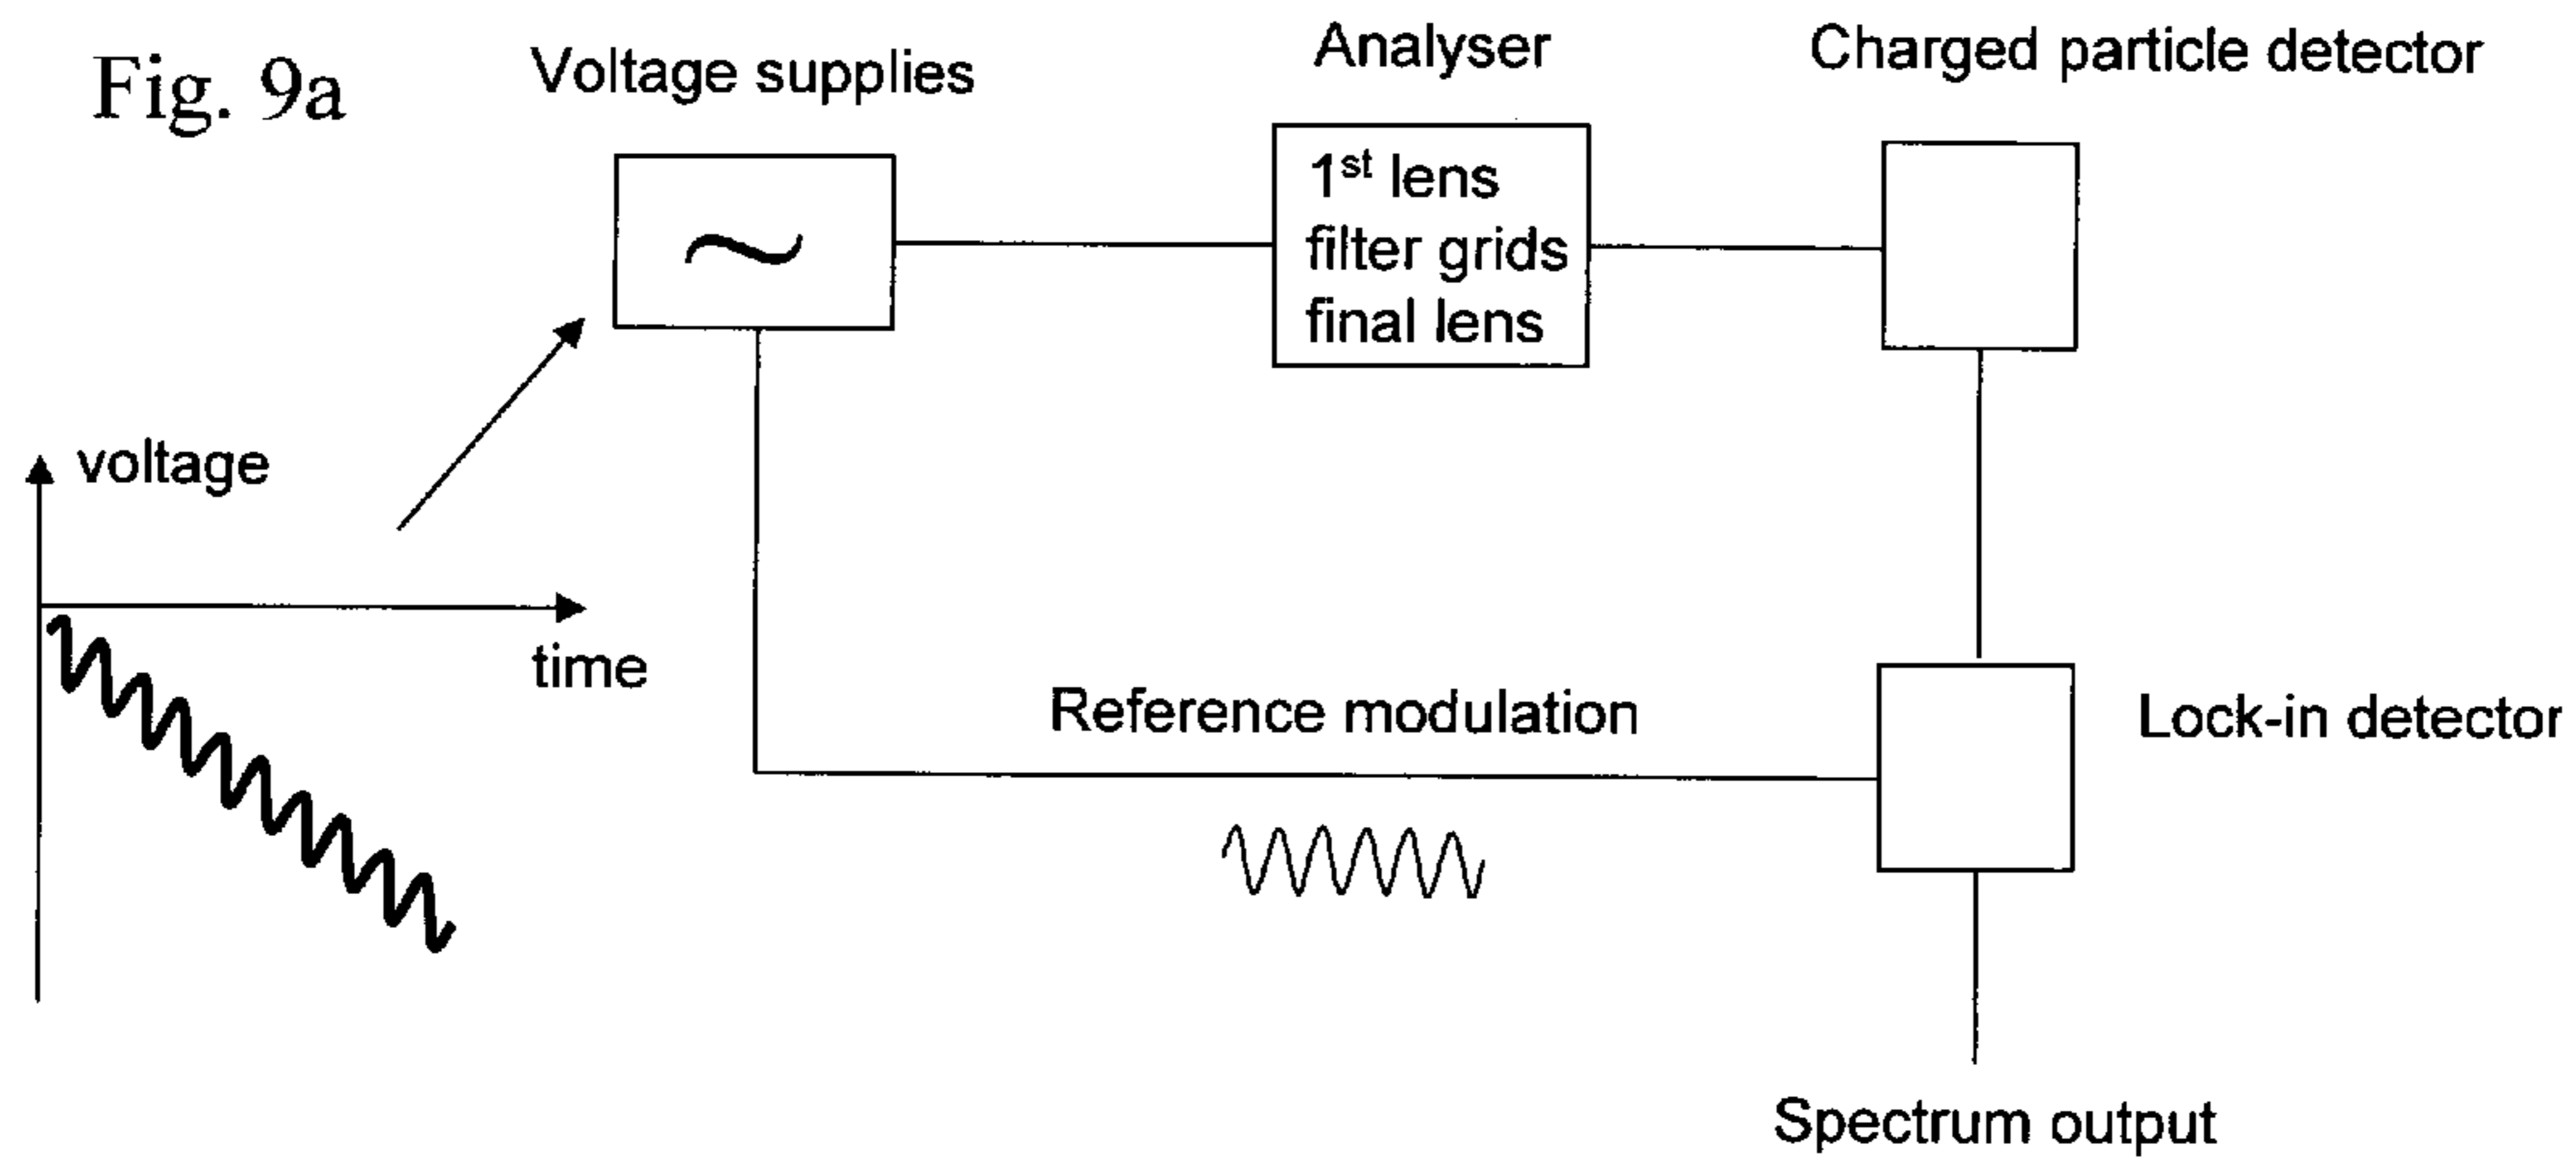 Fig. 9a
Voltage supplies
Analyser
Charged particle detector
~
1st lens
filter grids
final lens
voltage
time
Reference modulation
Lock-in detector
Spectrum output